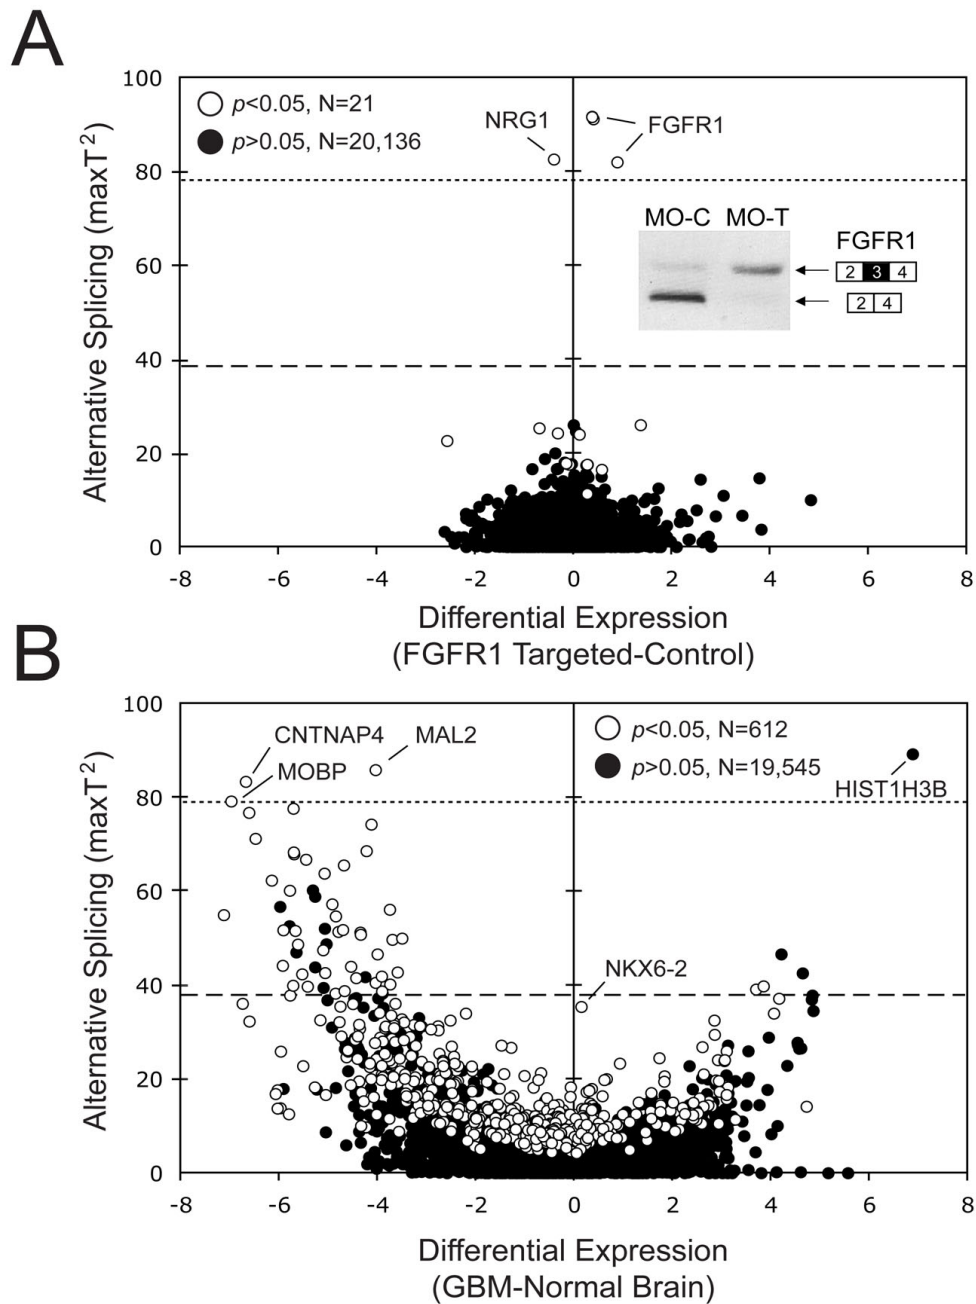 A
100
80
60
40
20
0
Alternative Splicing (maxT²)
p<0.05, N=21
p>0.05, N=20,136
NRG1
FGFR1
MO-C MO-T
FGFR1
2 3 4
2 4
-8 -6 -4 -2 0 2 4 6 8
Differential Expression
(FGFR1 Targeted-Control)
B
100
80
60
40
20
0
Alternative Splicing (maxT²)
CNTNAP4
MAL2
MOBP
p<0.05, N=612
p>0.05, N=19,545
HIST1H3B
NKX6-2
-8 -6 -4 -2 0 2 4 6 8
Differential Expression
(GBM-Normal Brain)